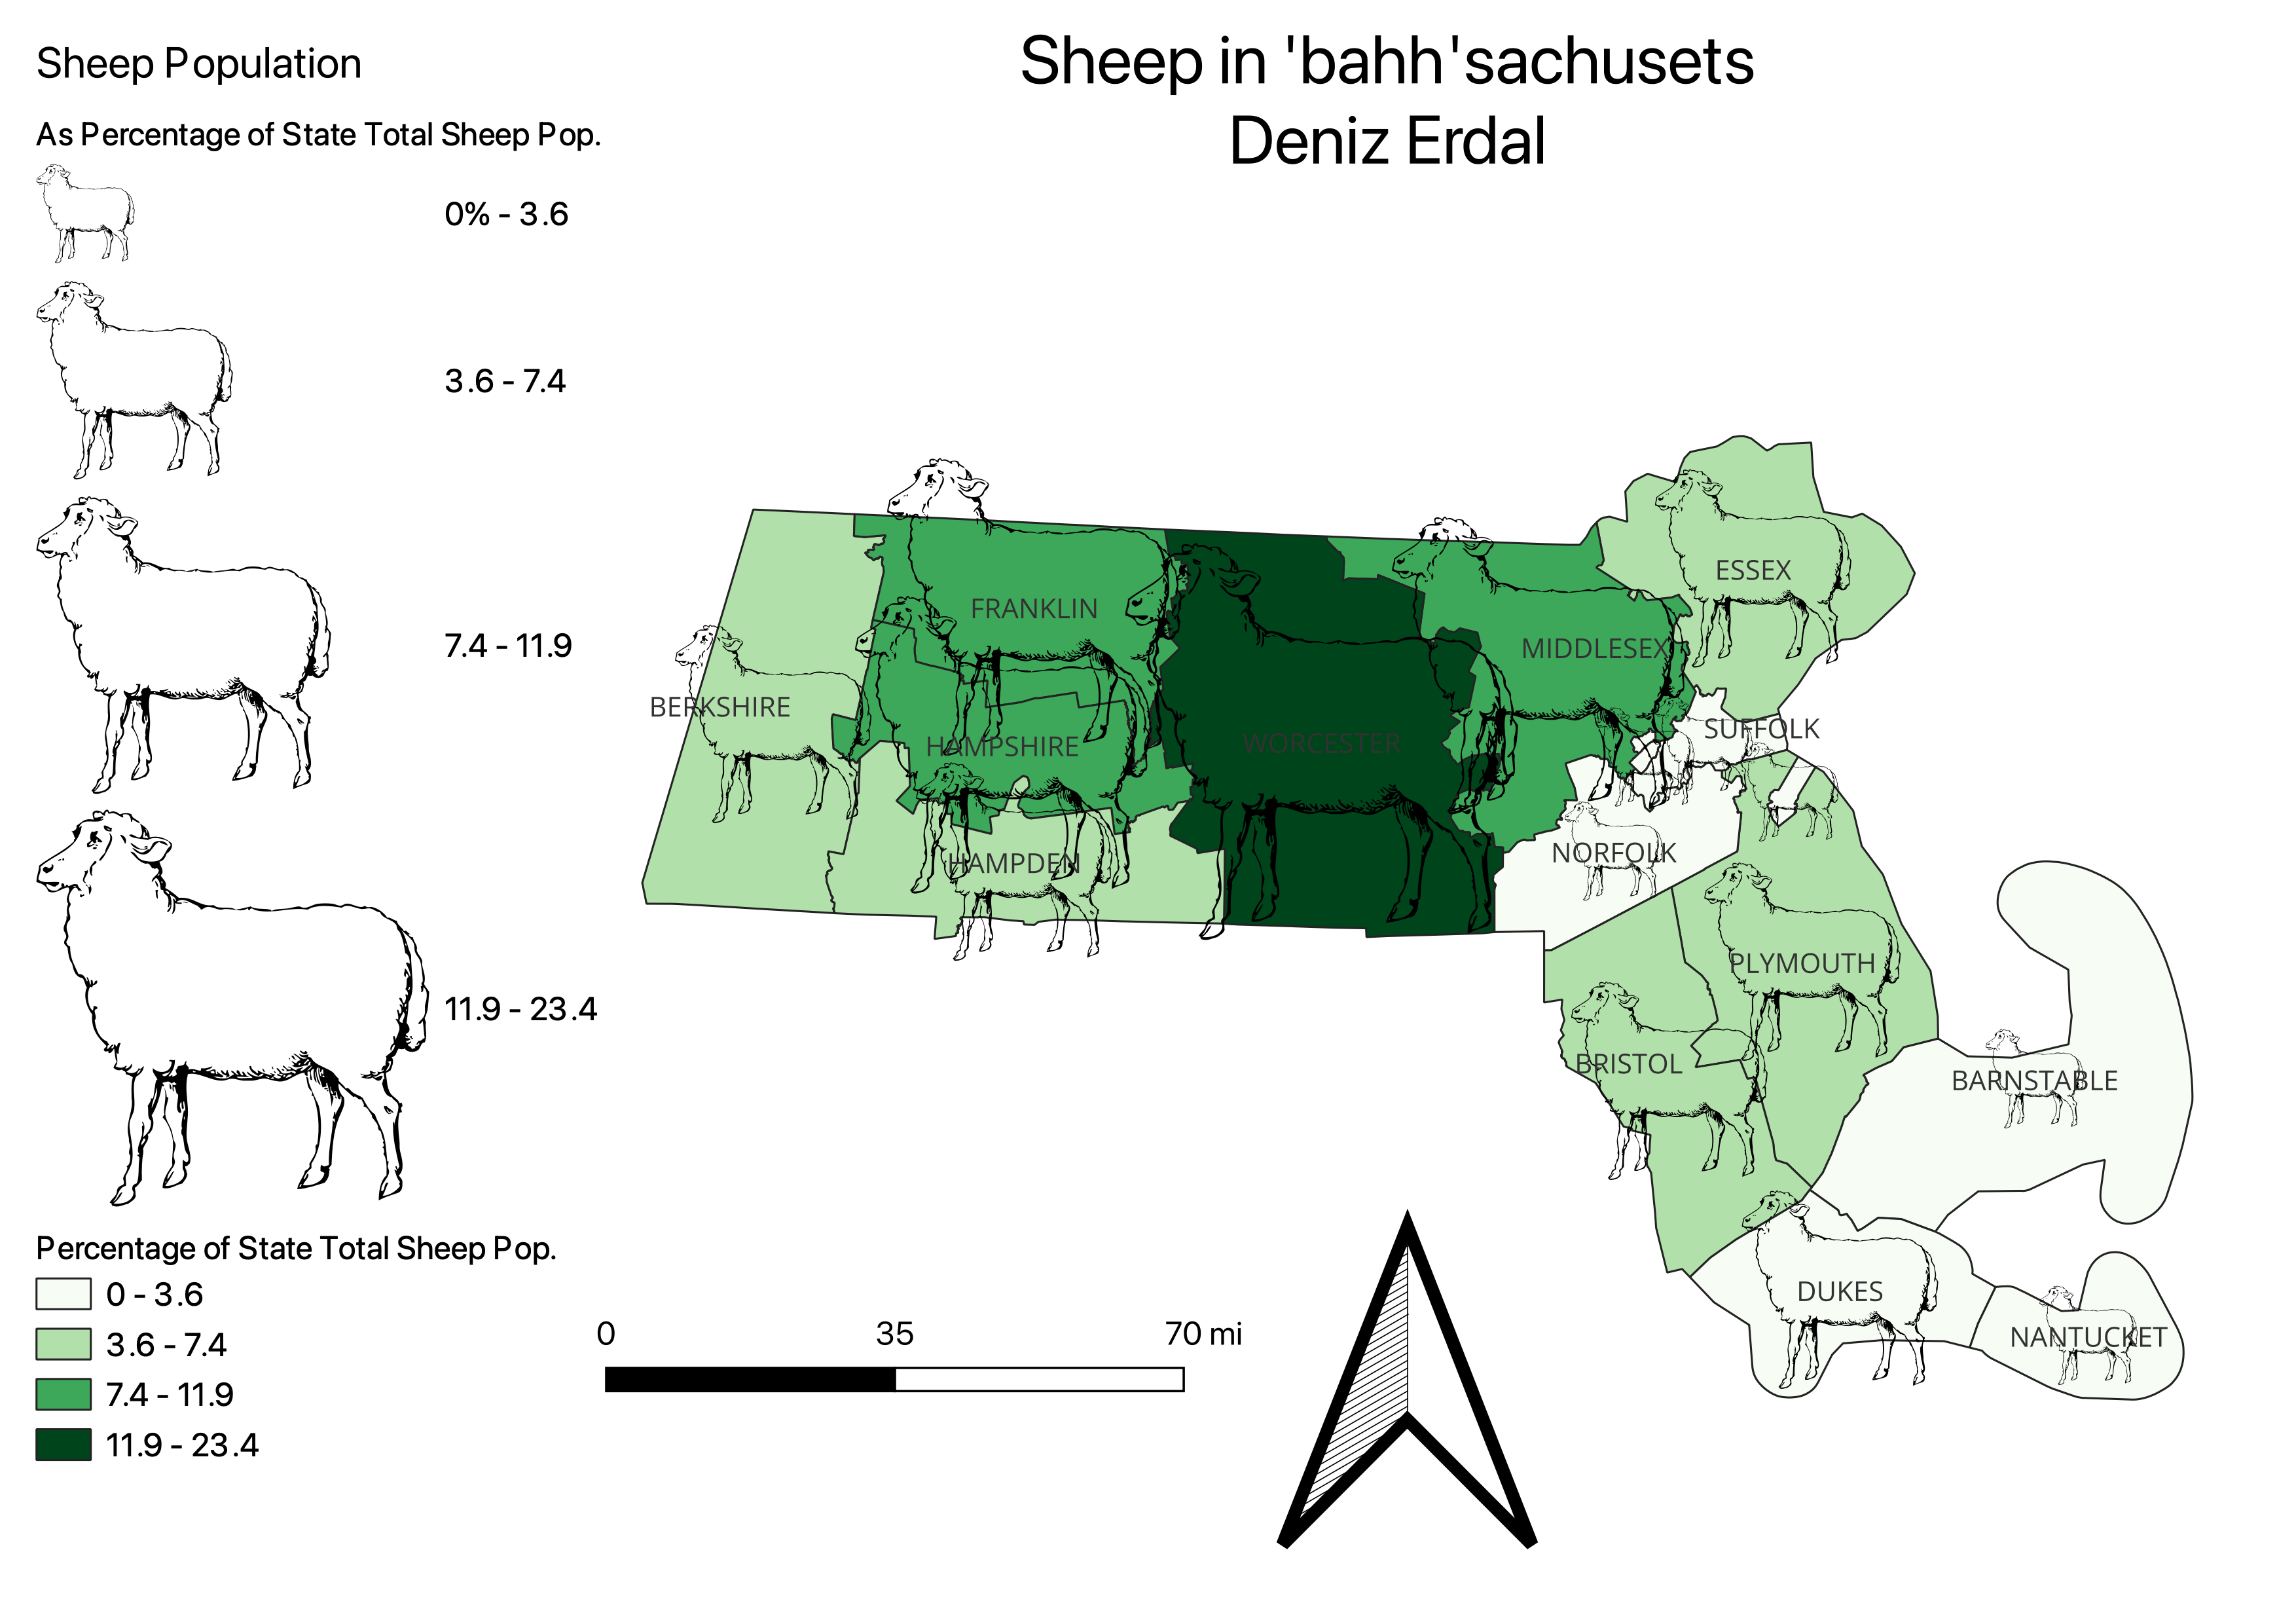 Sheep in 'bahh'sachusets
Deniz Erdal
Sheep Population
As Percentage of State Total Sheep Pop.
0% - 3.6
3.6 - 7.4
7.4 - 11.9
11.9 - 23.4
Percentage of State Total Sheep Pop.
0 - 3.6
3.6 - 7.4
7.4 - 11.9
11.9 - 23.4
0 35 70 mi
ESSEX
FRANKLIN
MIDDLESEX
BERKSHIRE
SUFFOLK
HAMPSHIRE
WORCESTER
NORFOLK
HAMPDEN
PLYMOUTH
BRISTOL
BARNSTABLE
DUKES
NANTUCKET